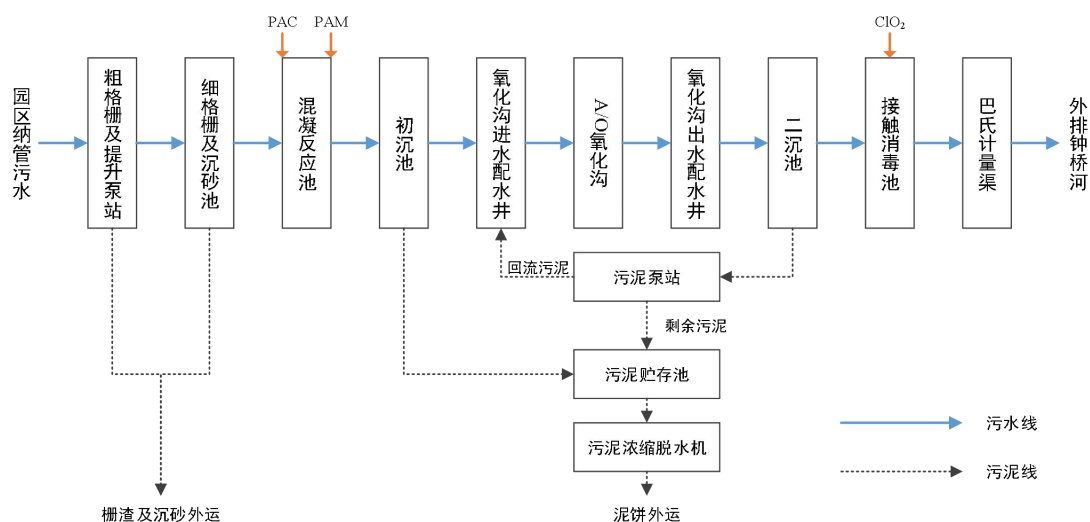 PAC
PAM
ClO₂
园区纳管污水
粗格栅及提升泵站
细格栅及沉砂池
混凝反应池
初沉池
氧化沟进水配水井
A/O氧化沟
氧化沟出水配水井
二沉池
接触消毒池
巴氏计量渠
外排钟桥河
回流污泥
污泥泵站
剩余污泥
污泥贮存池
污泥浓缩脱水机
污水线
污泥线
栅渣及沉砂外运
泥饼外运